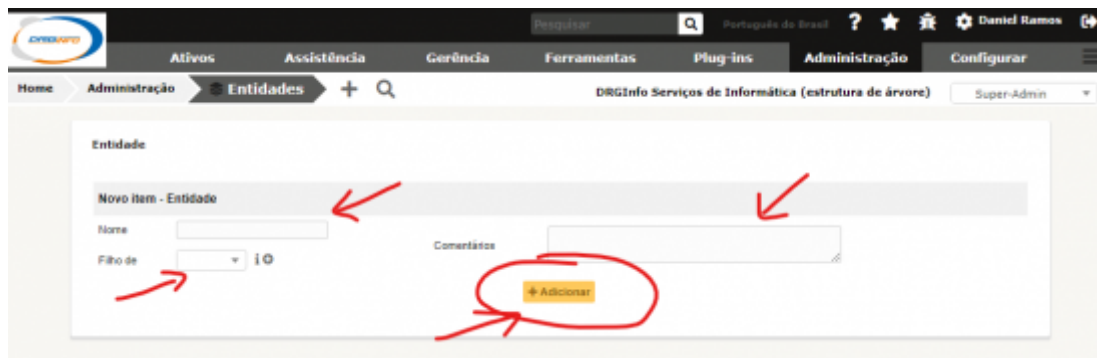 DRGINFO
Pesquisar Português do Brasil ? Daniel Ramos
Ativos Assistência Gerência Ferramentas Plug-ins Administração Configurar
Home Administração Entidades + DRGInfo Serviços de Informática (estrutura de árvore) Super-Admin
Entidade
Novo item - Entidade
Nome
Comentários
Filho de i
+ Adicionar